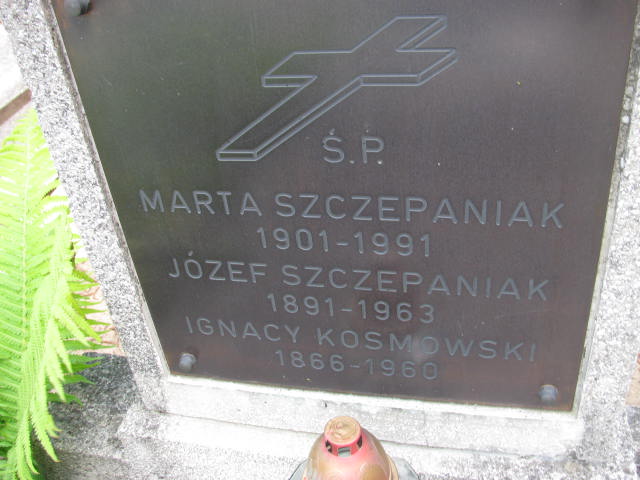 Ś.P.
MARTA SZCZEPANIAK
1901-1991
JÓZEF SZCZEPANIAK
1891-1963
IGNACY KOSMOWSKI
1866-1960